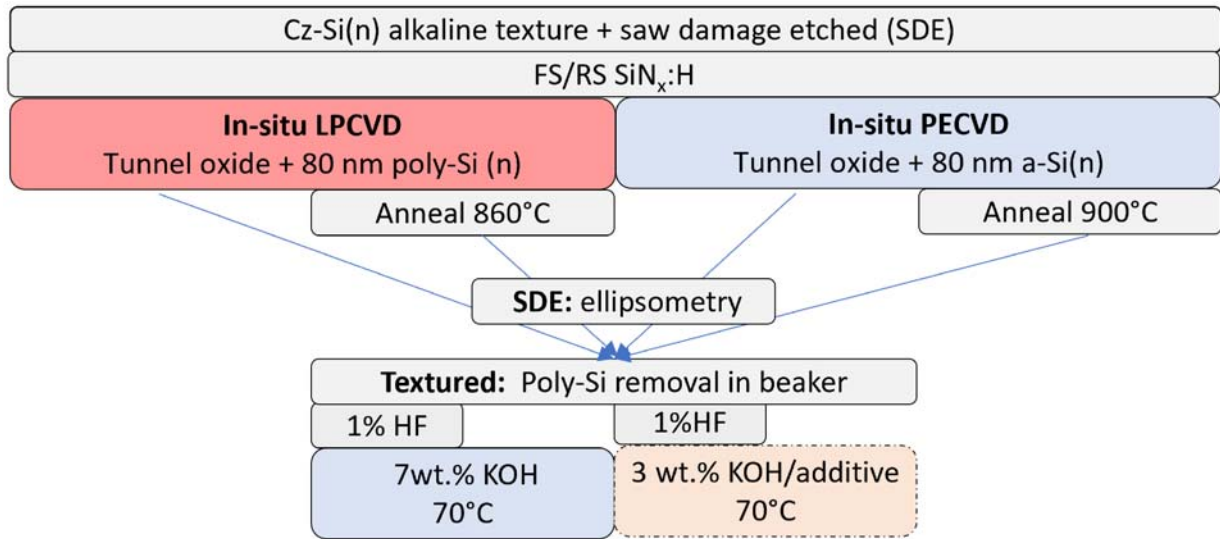 Cz-Si(n) alkaline texture + saw damage etched (SDE)
FS/RS SiNₓ:H
In-situ LPCVD
Tunnel oxide + 80 nm poly-Si (n)
In-situ PECVD
Tunnel oxide + 80 nm a-Si(n)
Anneal 860°C
Anneal 900°C
SDE: ellipsometry
Textured: Poly-Si removal in beaker
1% HF
1%HF
7wt.% KOH
70°C
3 wt.% KOH/additive
70°C